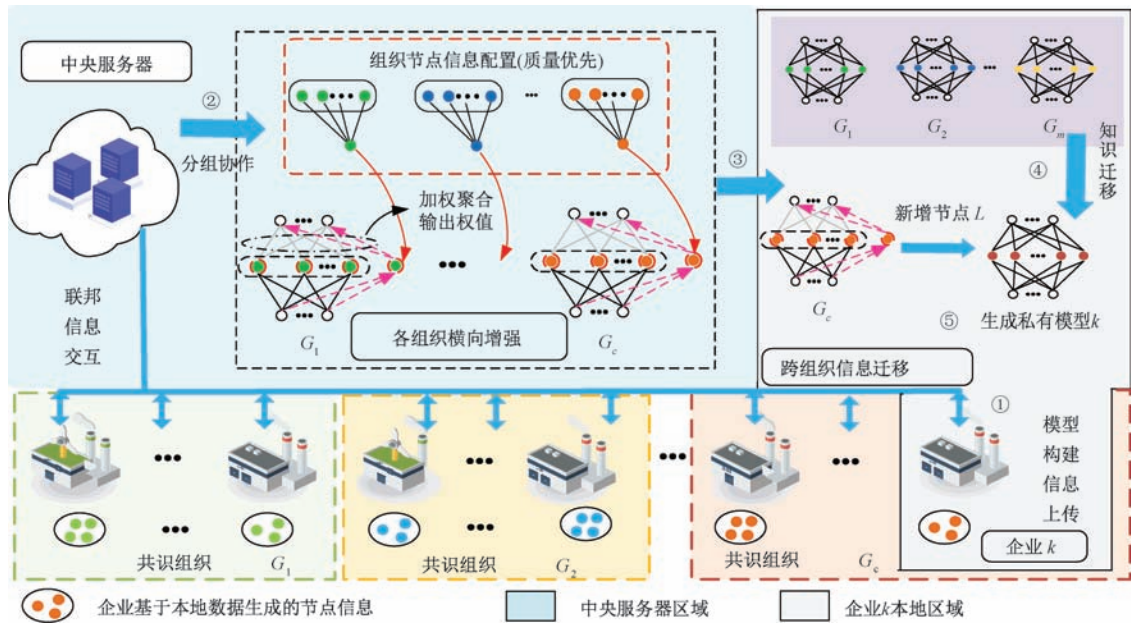 中央服务器
②
分组协作
联邦
信息
交互
组织节点信息配置(质量优先)
加权聚合
输出权值
G₁
各组织横向增强
G_c
③
G₁
G₂
G_m
知
识
迁
移
④
新增节点 L
G_c
⑤
生成私有模型k
跨组织信息迁移
①
模型
构建
信息
上传
企业 k
共识组织
G₁
共识组织
G₂
共识组织
G_c
企业基于本地数据生成的节点信息
中央服务器区域
企业k本地区域